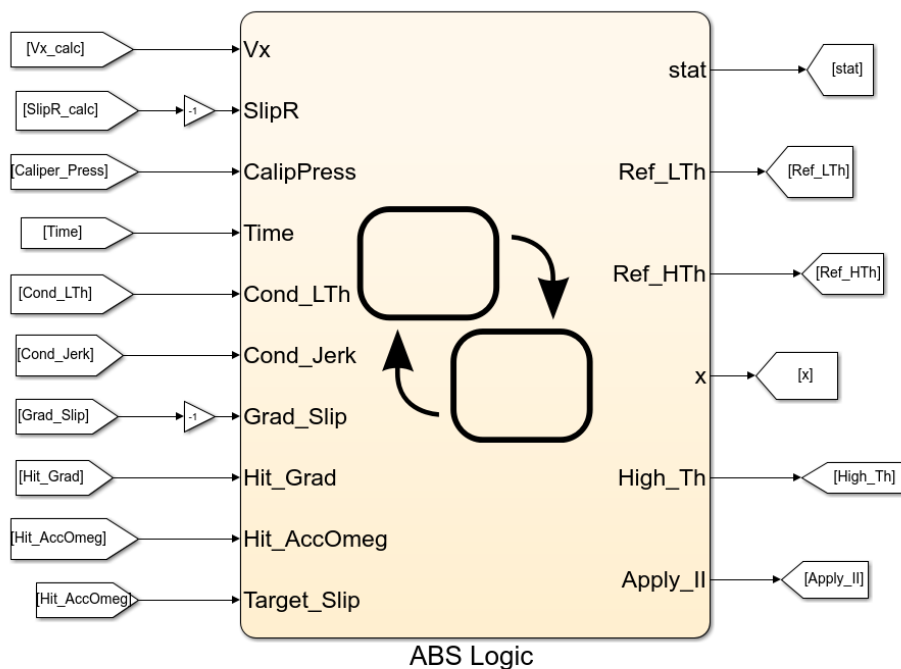 [Vx_calc]
Vx
[SlipR_calc]
-1
SlipR
[Caliper_Press]
CalipPress
[Time]
Time
[Cond_LTh]
Cond_LTh
[Cond_Jerk]
Cond_Jerk
[Grad_Slip]
-1
Grad_Slip
[Hit_Grad]
Hit_Grad
[Hit_AccOmeg]
Hit_AccOmeg
[Hit_AccOmeg]
Target_Slip
stat
[stat]
Ref_LTh
[Ref_LTh]
Ref_HTh
[Ref_HTh]
x
[x]
High_Th
[High_Th]
Apply_II
[Apply_II]
ABS Logic